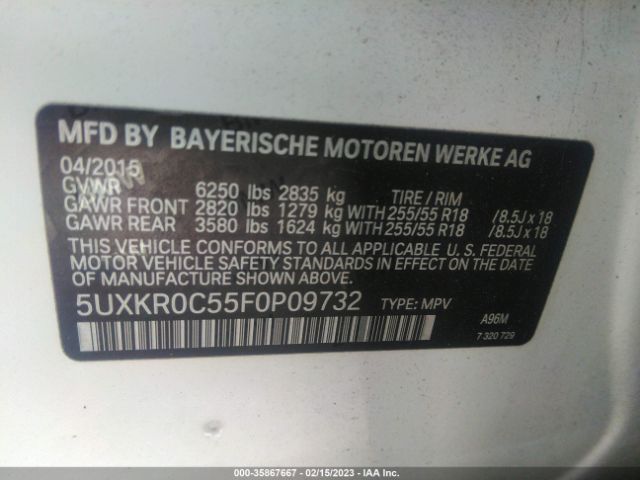 MFD BY BAYERISCHE MOTOREN WERKE AG
04/2015
GVWR 6250 lbs 2835 kg TIRE / RIM
GAWR FRONT 2820 lbs 1279 kg WITH 255/55 R18 /8.5J x 18
GAWR REAR 3580 lbs 1624 kg WITH 255/55 R18 /8.5J x 18
THIS VEHICLE CONFORMS TO ALL APPLICABLE U. S. FEDERAL
MOTOR VEHICLE SAFETY STANDARDS IN EFFECT ON THE DATE
OF MANUFACTURE SHOWN ABOVE.
5UXKR0C55F0P09732 TYPE: MPV
A96M
7 320 729
000-35867667 - 02/15/2023 - IAA Inc.